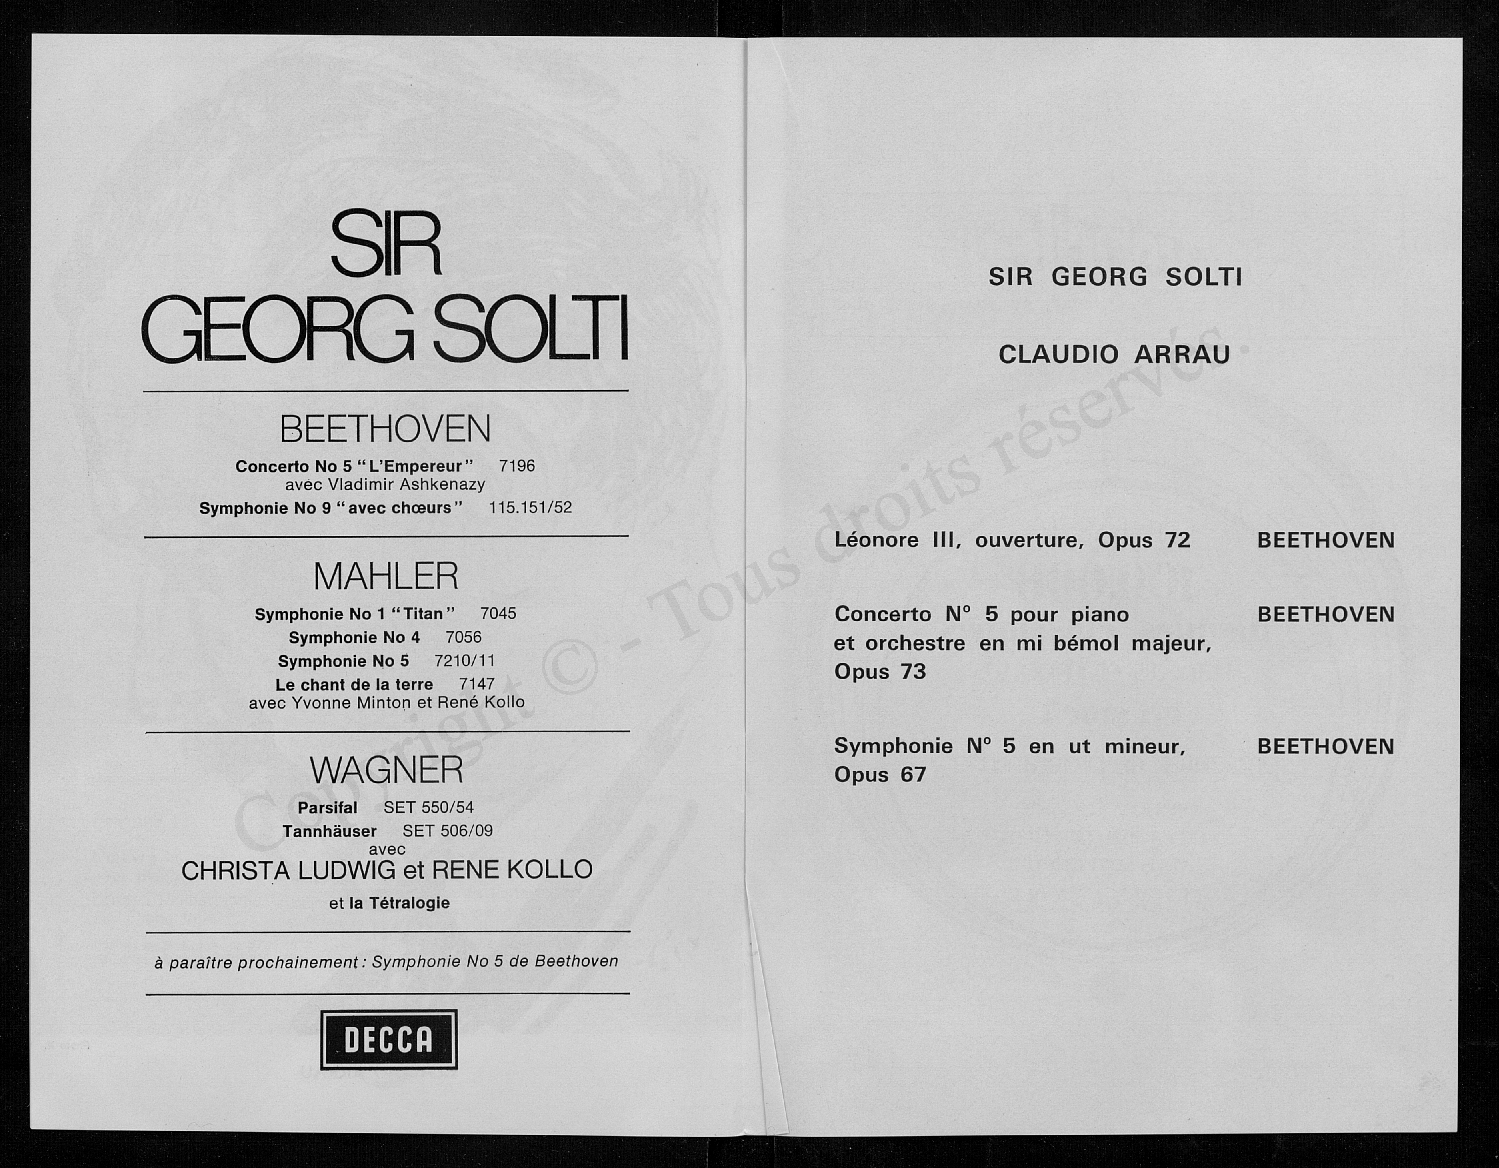 SIR
GEORG SOLTI
BEETHOVEN
Concerto No 5 "L'Empereur" 7196
avec Vladimir Ashkenazy
Symphonie No 9 "avec chœurs" 115.151/52
MAHLER
Symphonie No 1 "Titan" 7045
Symphonie No 4 7056
Symphonie No 5 7210/11
Le chant de la terre 7147
avec Yvonne Minton et René Kollo
WAGNER
Parsifal SET 550/54
Tannhäuser SET 506/09
avec
CHRISTA LUDWIG et RENE KOLLO
et la Tétralogie
à paraître prochainement : Symphonie No 5 de Beethoven
DECCA
SIR GEORG SOLTI
CLAUDIO ARRAU
Léonore III, ouverture, Opus 72 BEETHOVEN
Concerto Nº 5 pour piano BEETHOVEN
et orchestre en mi bémol majeur,
Opus 73
Symphonie Nº 5 en ut mineur, BEETHOVEN
Opus 67
Copyright © - Tous droits réservés.